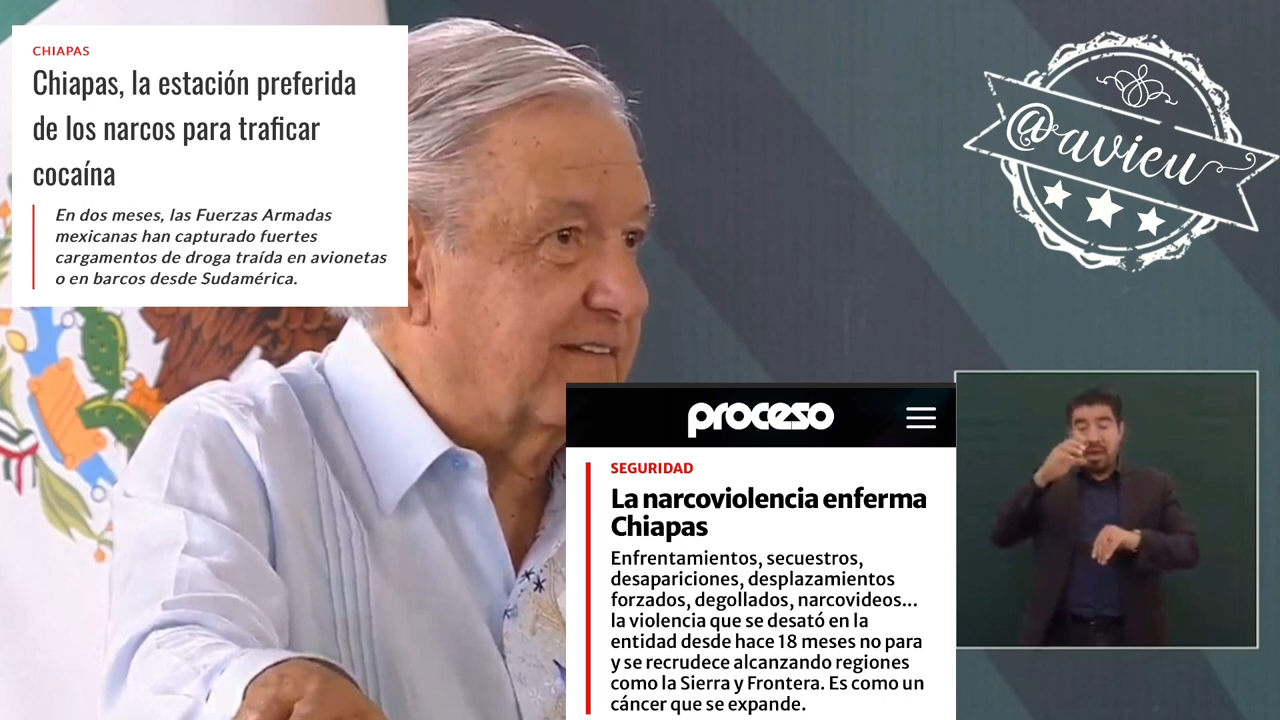 CHIAPAS
Chiapas, la estación preferida
de los narcos para traficar
cocaína
En dos meses, las Fuerzas Armadas
mexicanas han capturado fuertes
cargamentos de droga traída en avionetas
o en barcos desde Sudamérica.
@avieu
proceso
SEGURIDAD
La narcoviolencia enferma
Chiapas
Enfrentamientos, secuestros,
desapariciones, desplazamientos
forzados, degollados, narcovideos...
la violencia que se desató en la
entidad desde hace 18 meses no para
y se recrudece alcanzando regiones
como la Sierra y Frontera. Es como un
cáncer que se expande.